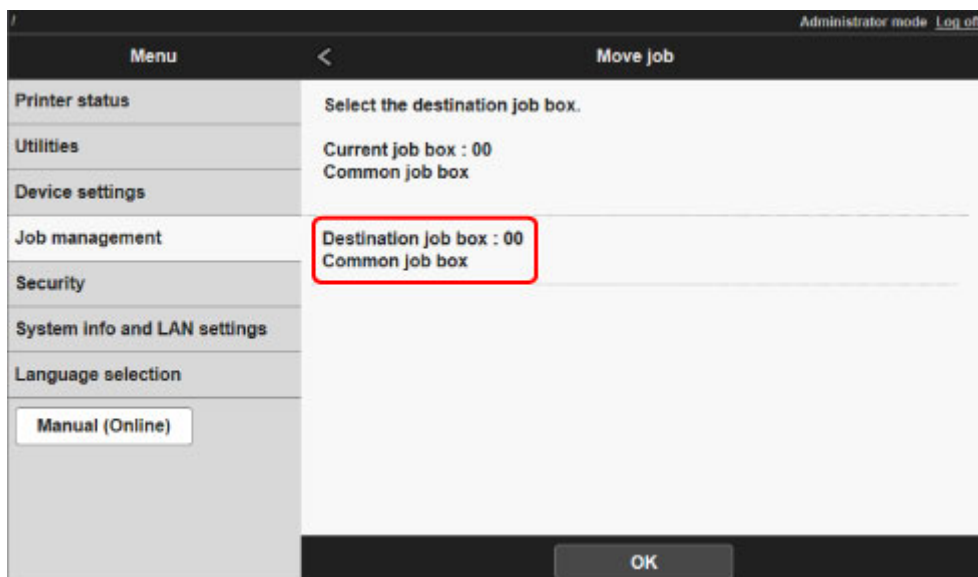 /
Administrator mode Log off
Menu
< Move job
Printer status
Utilities
Device settings
Job management
Security
System info and LAN settings
Language selection
Manual (Online)
Select the destination job box.
Current job box : 00
Common job box
Destination job box : 00
Common job box
OK